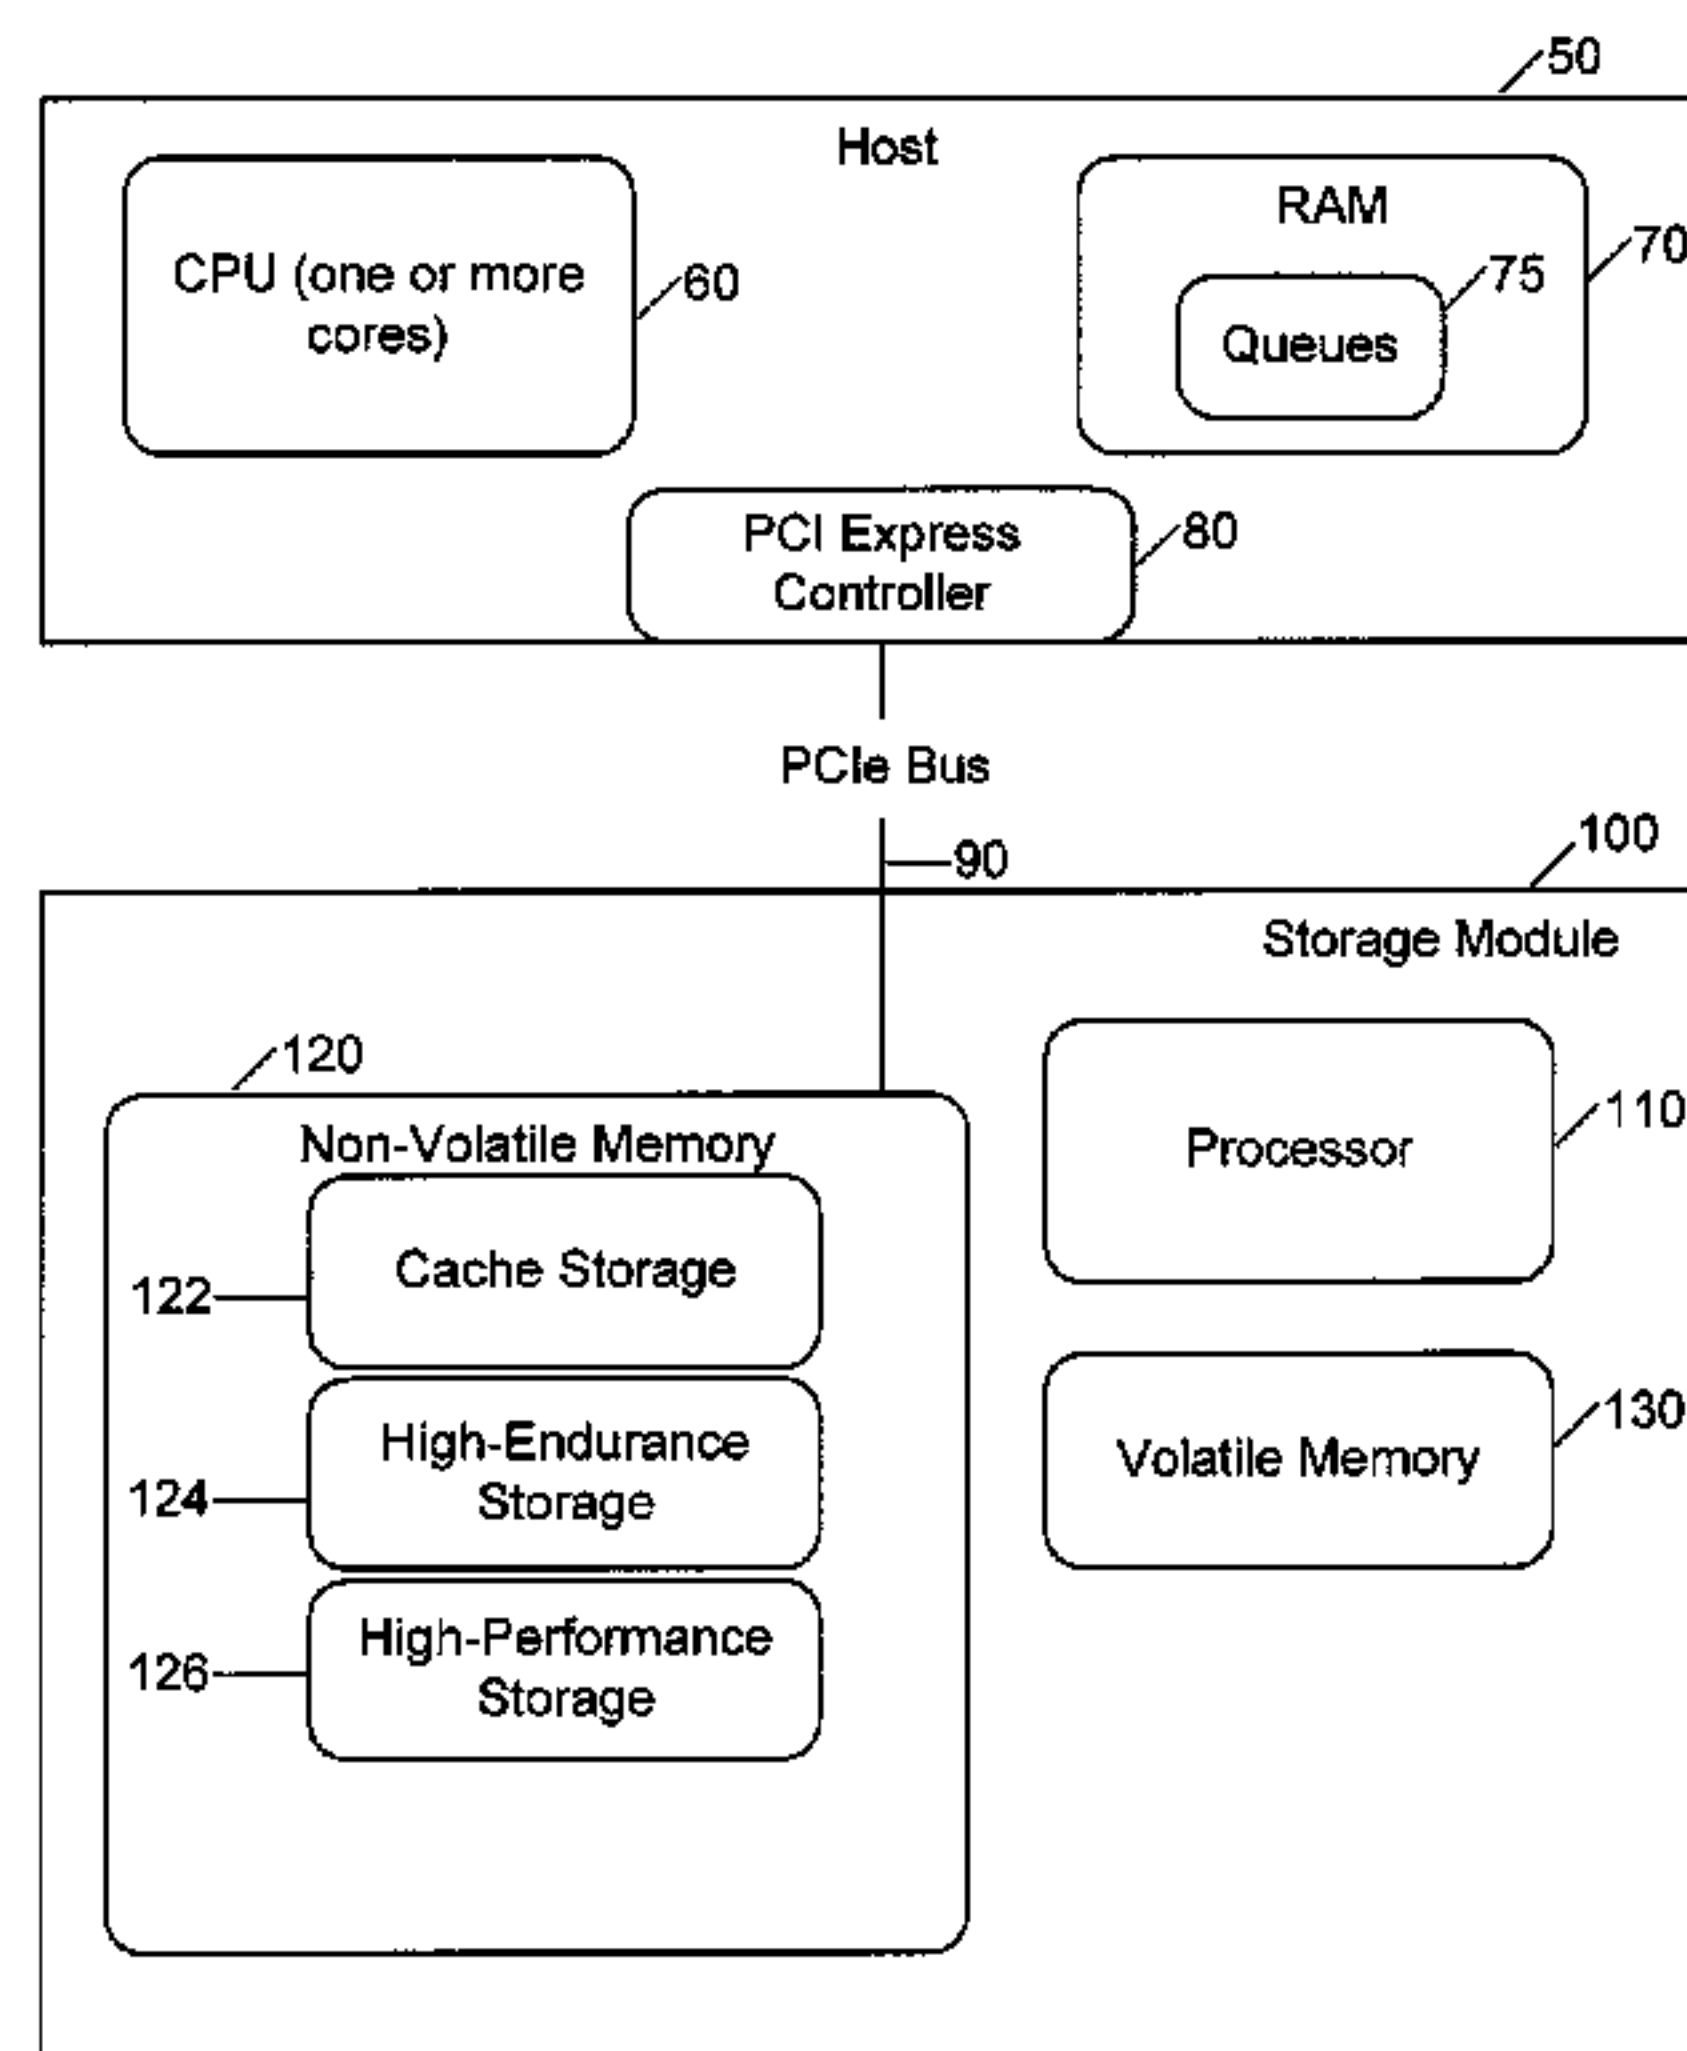 50
Host
CPU (one or more
cores)
60
RAM
70
75
Queues
PCI Express
Controller
80
PCIe Bus
90
100
Storage Module
120
Non-Volatile Memory
Cache Storage
122
High-Endurance
Storage
124
High-Performance
Storage
126
Processor
110
Volatile Memory
130